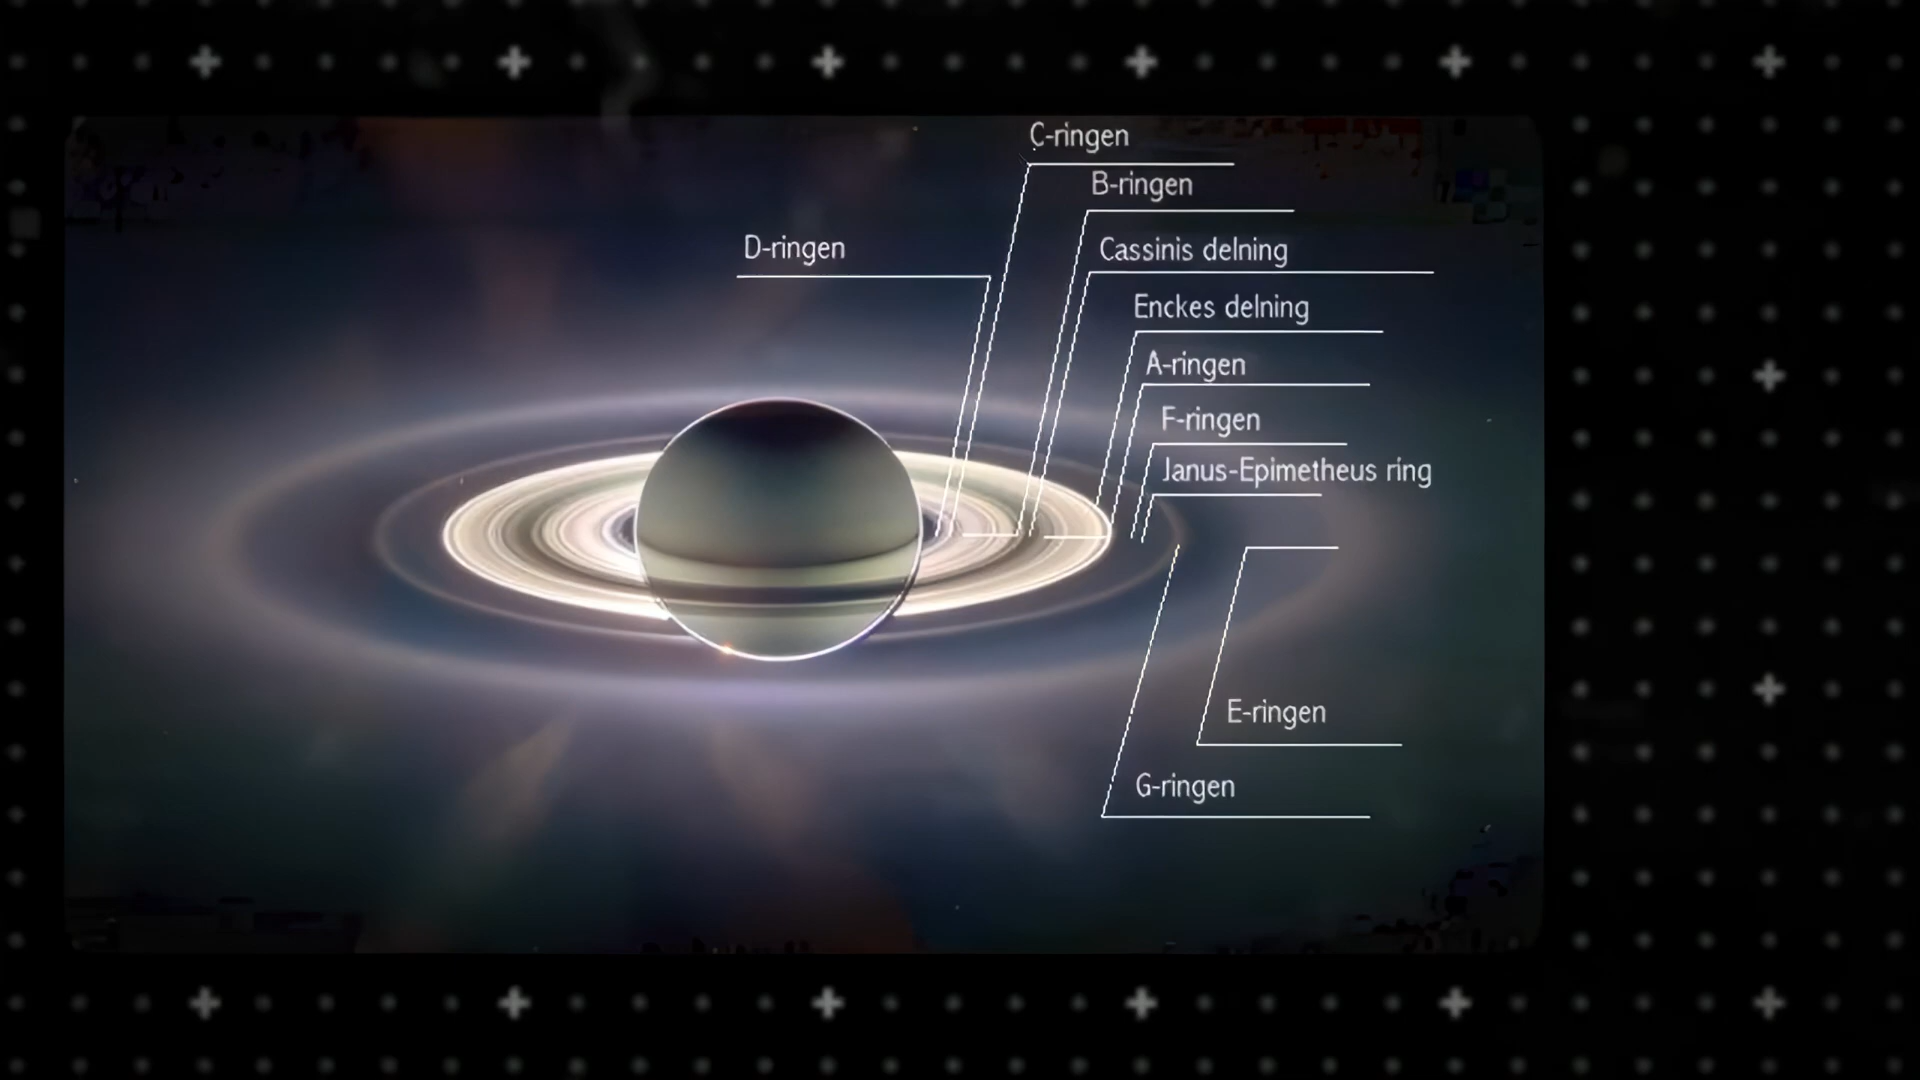 C-ringen
B-ringen
D-ringen
Cassinis delning
Enckes delning
A-ringen
F-ringen
Janus-Epimetheus ring
E-ringen
G-ringen